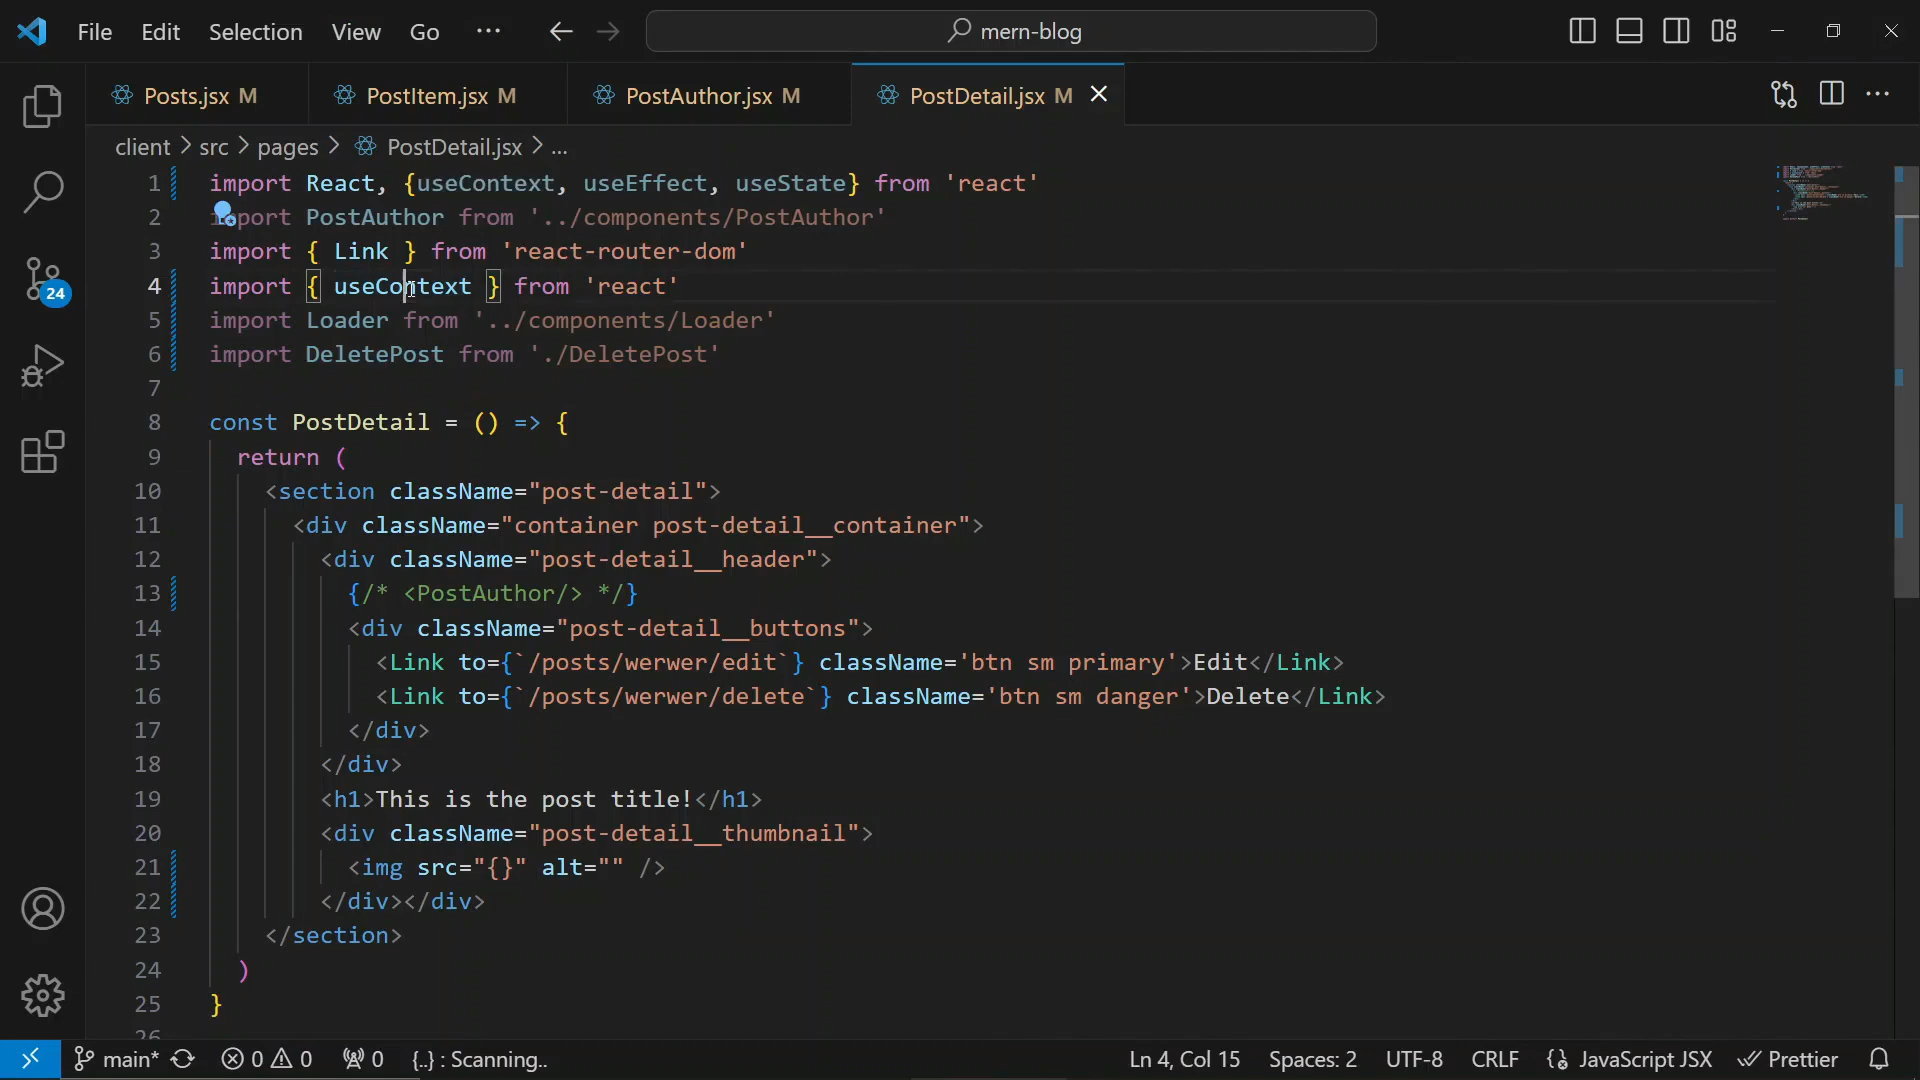 File Edit Selection View Go ··· mern-blog
Posts.jsx M PostItem.jsx M PostAuthor.jsx M PostDetail.jsx M
client > src > pages > PostDetail.jsx > ...
1 import React, {useContext, useEffect, useState} from 'react'
2 import PostAuthor from '../components/PostAuthor'
3 import { Link } from 'react-router-dom'
4 import { useContext } from 'react'
5 import Loader from '../components/Loader'
6 import DeletePost from './DeletePost'
7
8 const PostDetail = () => {
9 return (
10 <section className="post-detail">
11 <div className="container post-detail__container">
12 <div className="post-detail__header">
13 {/* <PostAuthor/> */}
14 <div className="post-detail__buttons">
15 <Link to={`/posts/werwer/edit`} className='btn sm primary'>Edit</Link>
16 <Link to={`/posts/werwer/delete`} className='btn sm danger'>Delete</Link>
17 </div>
18 </div>
19 <h1>This is the post title!</h1>
20 <div className="post-detail__thumbnail">
21 <img src="{}" alt="" />
22 </div></div>
23 </section>
24 )
25 }
26
24
main* 0 0 0 {..} : Scanning.. Ln 4, Col 15 Spaces: 2 UTF-8 CRLF JavaScript JSX Prettier